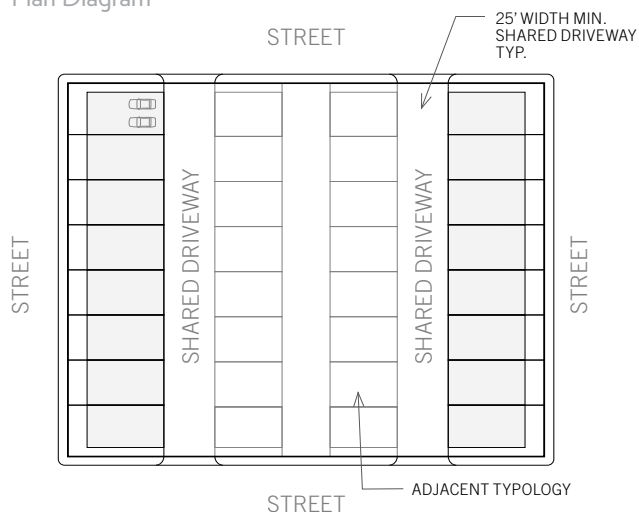 Plan Diagram
25' WIDTH MIN.
SHARED DRIVEWAY
TYP.
STREET
STREET
SHARED DRIVEWAY
SHARED DRIVEWAY
STREET
ADJACENT TYPOLOGY
STREET